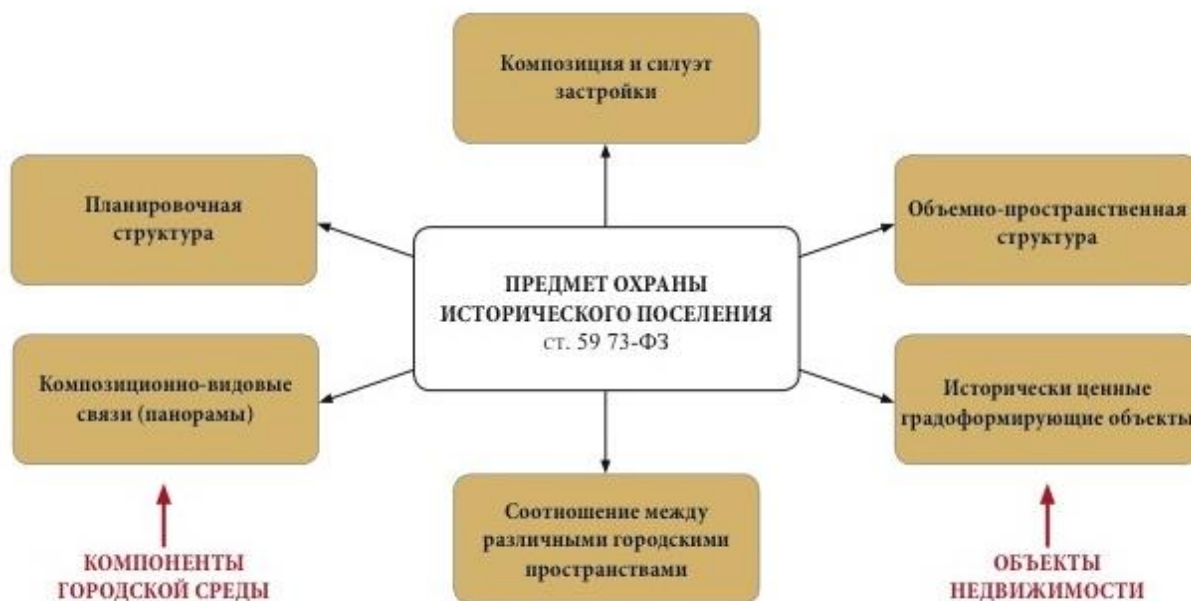 Композиция и силуэт
застройки
Планировочная
структура
Объемно-пространственная
структура
ПРЕДМЕТ ОХРАНЫ
ИСТОРИЧЕСКОГО ПОСЕЛЕНИЯ
ст. 59 73-ФЗ
Композиционно-видовые
связи (панорамы)
Исторически ценные
градоформирующие объекты
Соотношение между
различными городскими
пространствами
КОМПОНЕНТЫ
ГОРОДСКОЙ СРЕДЫ
ОБЪЕКТЫ
НЕДВИЖИМОСТИ